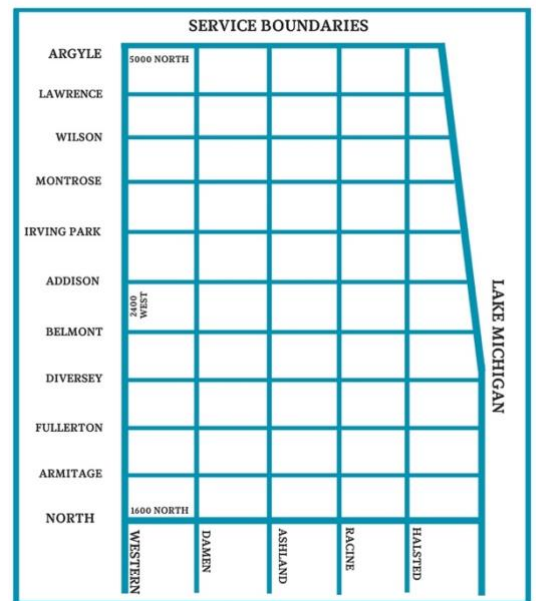 SERVICE BOUNDARIES
ARGYLE
5000 NORTH
LAWRENCE
WILSON
MONTROSE
IRVING PARK
ADDISON
2400
WEST
BELMONT
DIVERSEY
FULLERTON
ARMITAGE
NORTH
1600 NORTH
WESTERN
DAMEN
ASHLAND
RACINE
HALSTED
LAKE MICHIGAN